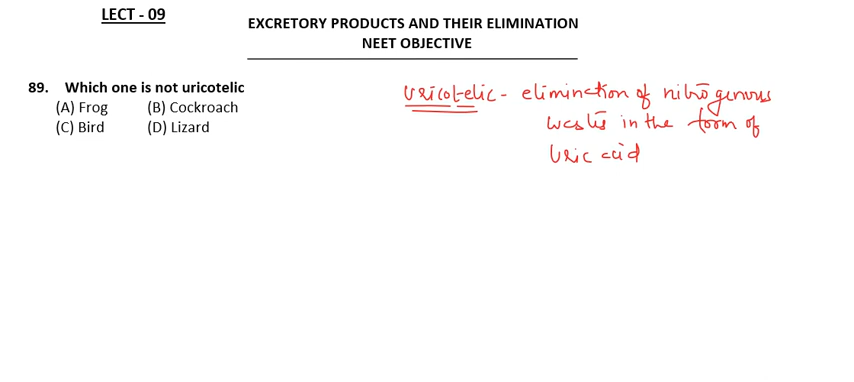 LECT - 09
EXCRETORY PRODUCTS AND THEIR ELIMINATION
NEET OBJECTIVE
89. Which one is not uricotelic
(A) Frog (B) Cockroach
(C) Bird (D) Lizard
Uricotelic - elimination of nitrogenous
wastes in the form of
Uric acid